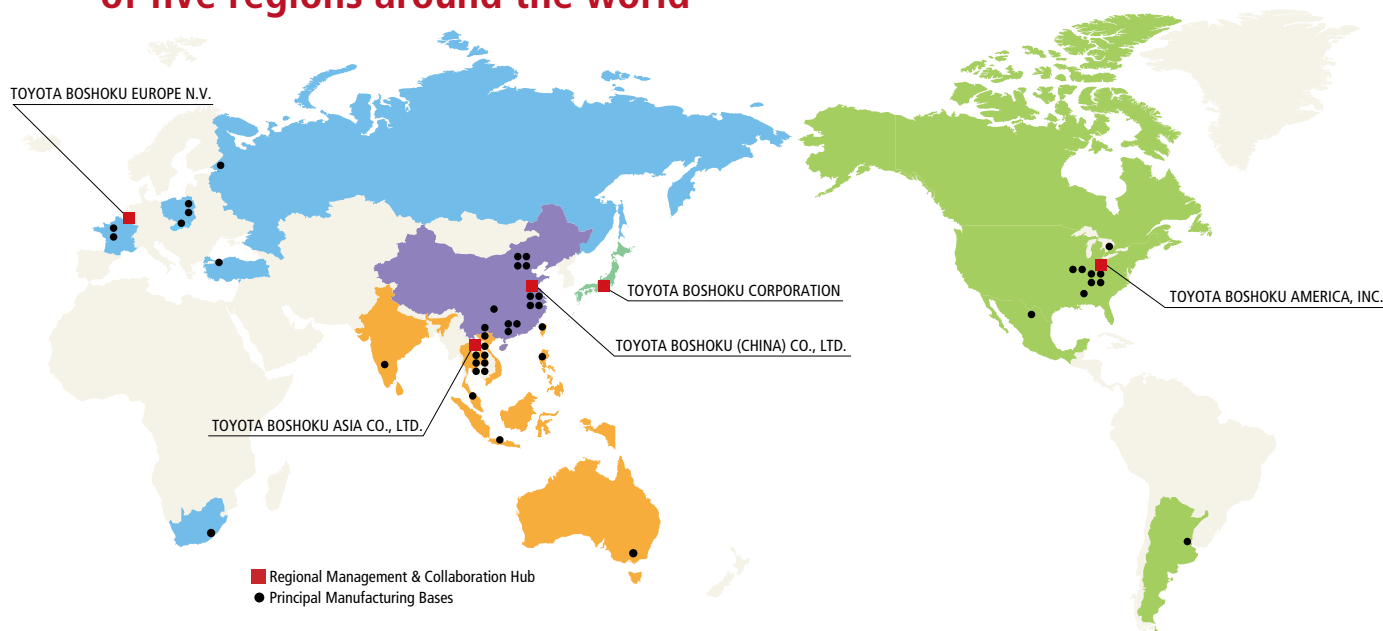 of five regions around the world
TOYOTA BOSHOKU EUROPE N.V.
TOYOTA BOSHOKU CORPORATION
TOYOTA BOSHOKU AMERICA, INC.
TOYOTA BOSHOKU (CHINA) CO., LTD.
TOYOTA BOSHOKU ASIA CO., LTD.
Regional Management & Collaboration Hub
Principal Manufacturing Bases